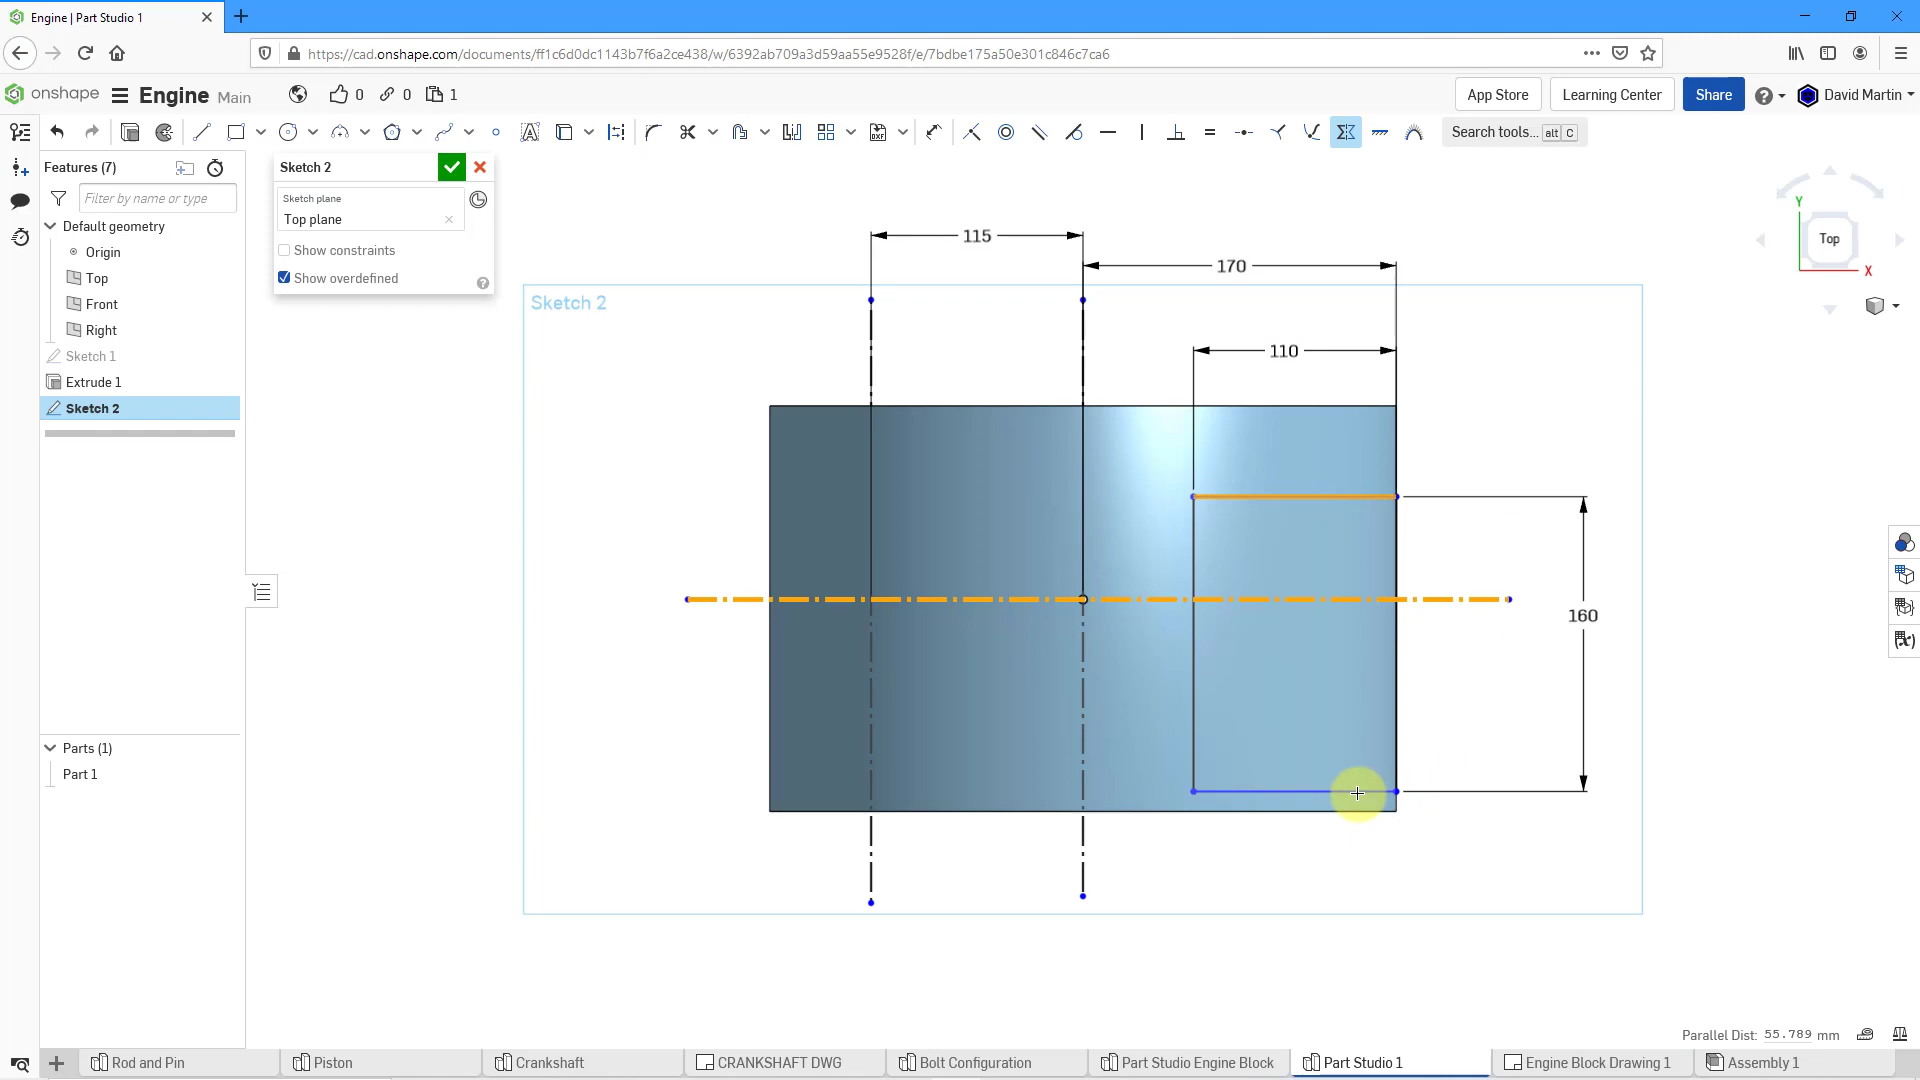 Engine | Part Studio 1
https://cad.onshape.com/documents/ff1c6d0dc1143b7f6a2ce438/w/6392ab709a3d59aa55e9528f/e/7bdbe175a50e301c846c7ca6
onshape Engine Main 0 0 1 App Store Learning Center Share David Martin
Search tools... alt C
Features (7)
Filter by name or type
Default geometry
Origin
Top
Front
Right
Sketch 1
Extrude 1
Sketch 2
Parts (1)
Part 1
Sketch 2
Sketch plane
Top plane
Show constraints
Show overdefined
115
170
Sketch 2
110
160
Y
Top
X
Parallel Dist: 55.789 mm
Rod and Pin
Piston
Crankshaft
CRANKSHAFT DWG
Bolt Configuration
Part Studio Engine Block
Part Studio 1
Engine Block Drawing 1
Assembly 1